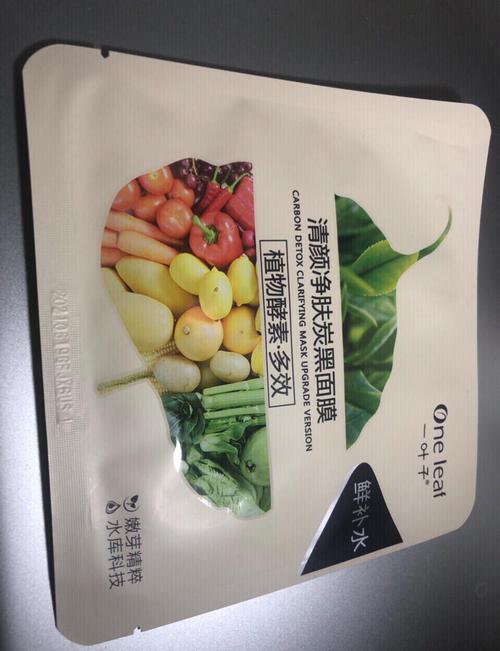 One leaf
一叶子®
鲜补水
清颜净肤炭黑面膜
CARBON DETOX CLARIFYING MASK UPGRADE VERSION
植物酵素·多效
嫩芽精粹
水库科技